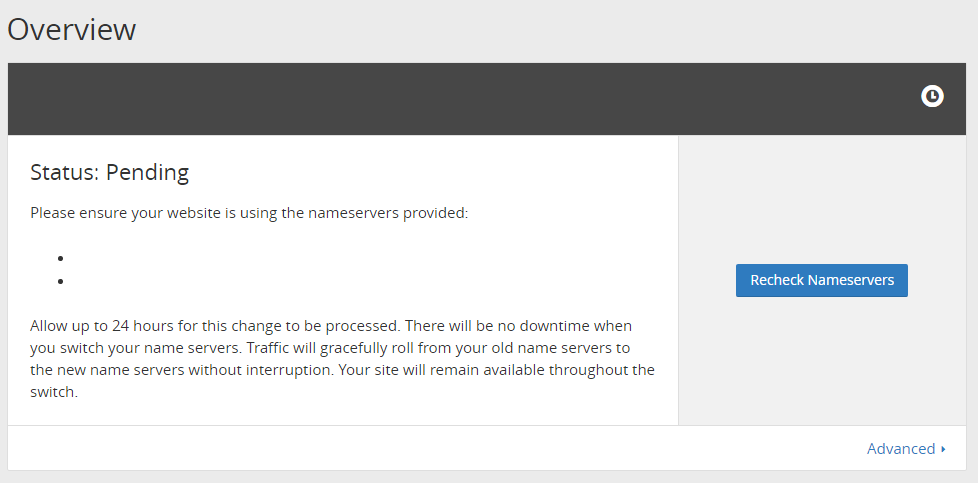 Overview
Status: Pending
Please ensure your website is using the nameservers provided:
Recheck Nameservers
Allow up to 24 hours for this change to be processed. There will be no downtime when
you switch your name servers. Traffic will gracefully roll from your old name servers to
the new name servers without interruption. Your site will remain available throughout the
switch.
Advanced